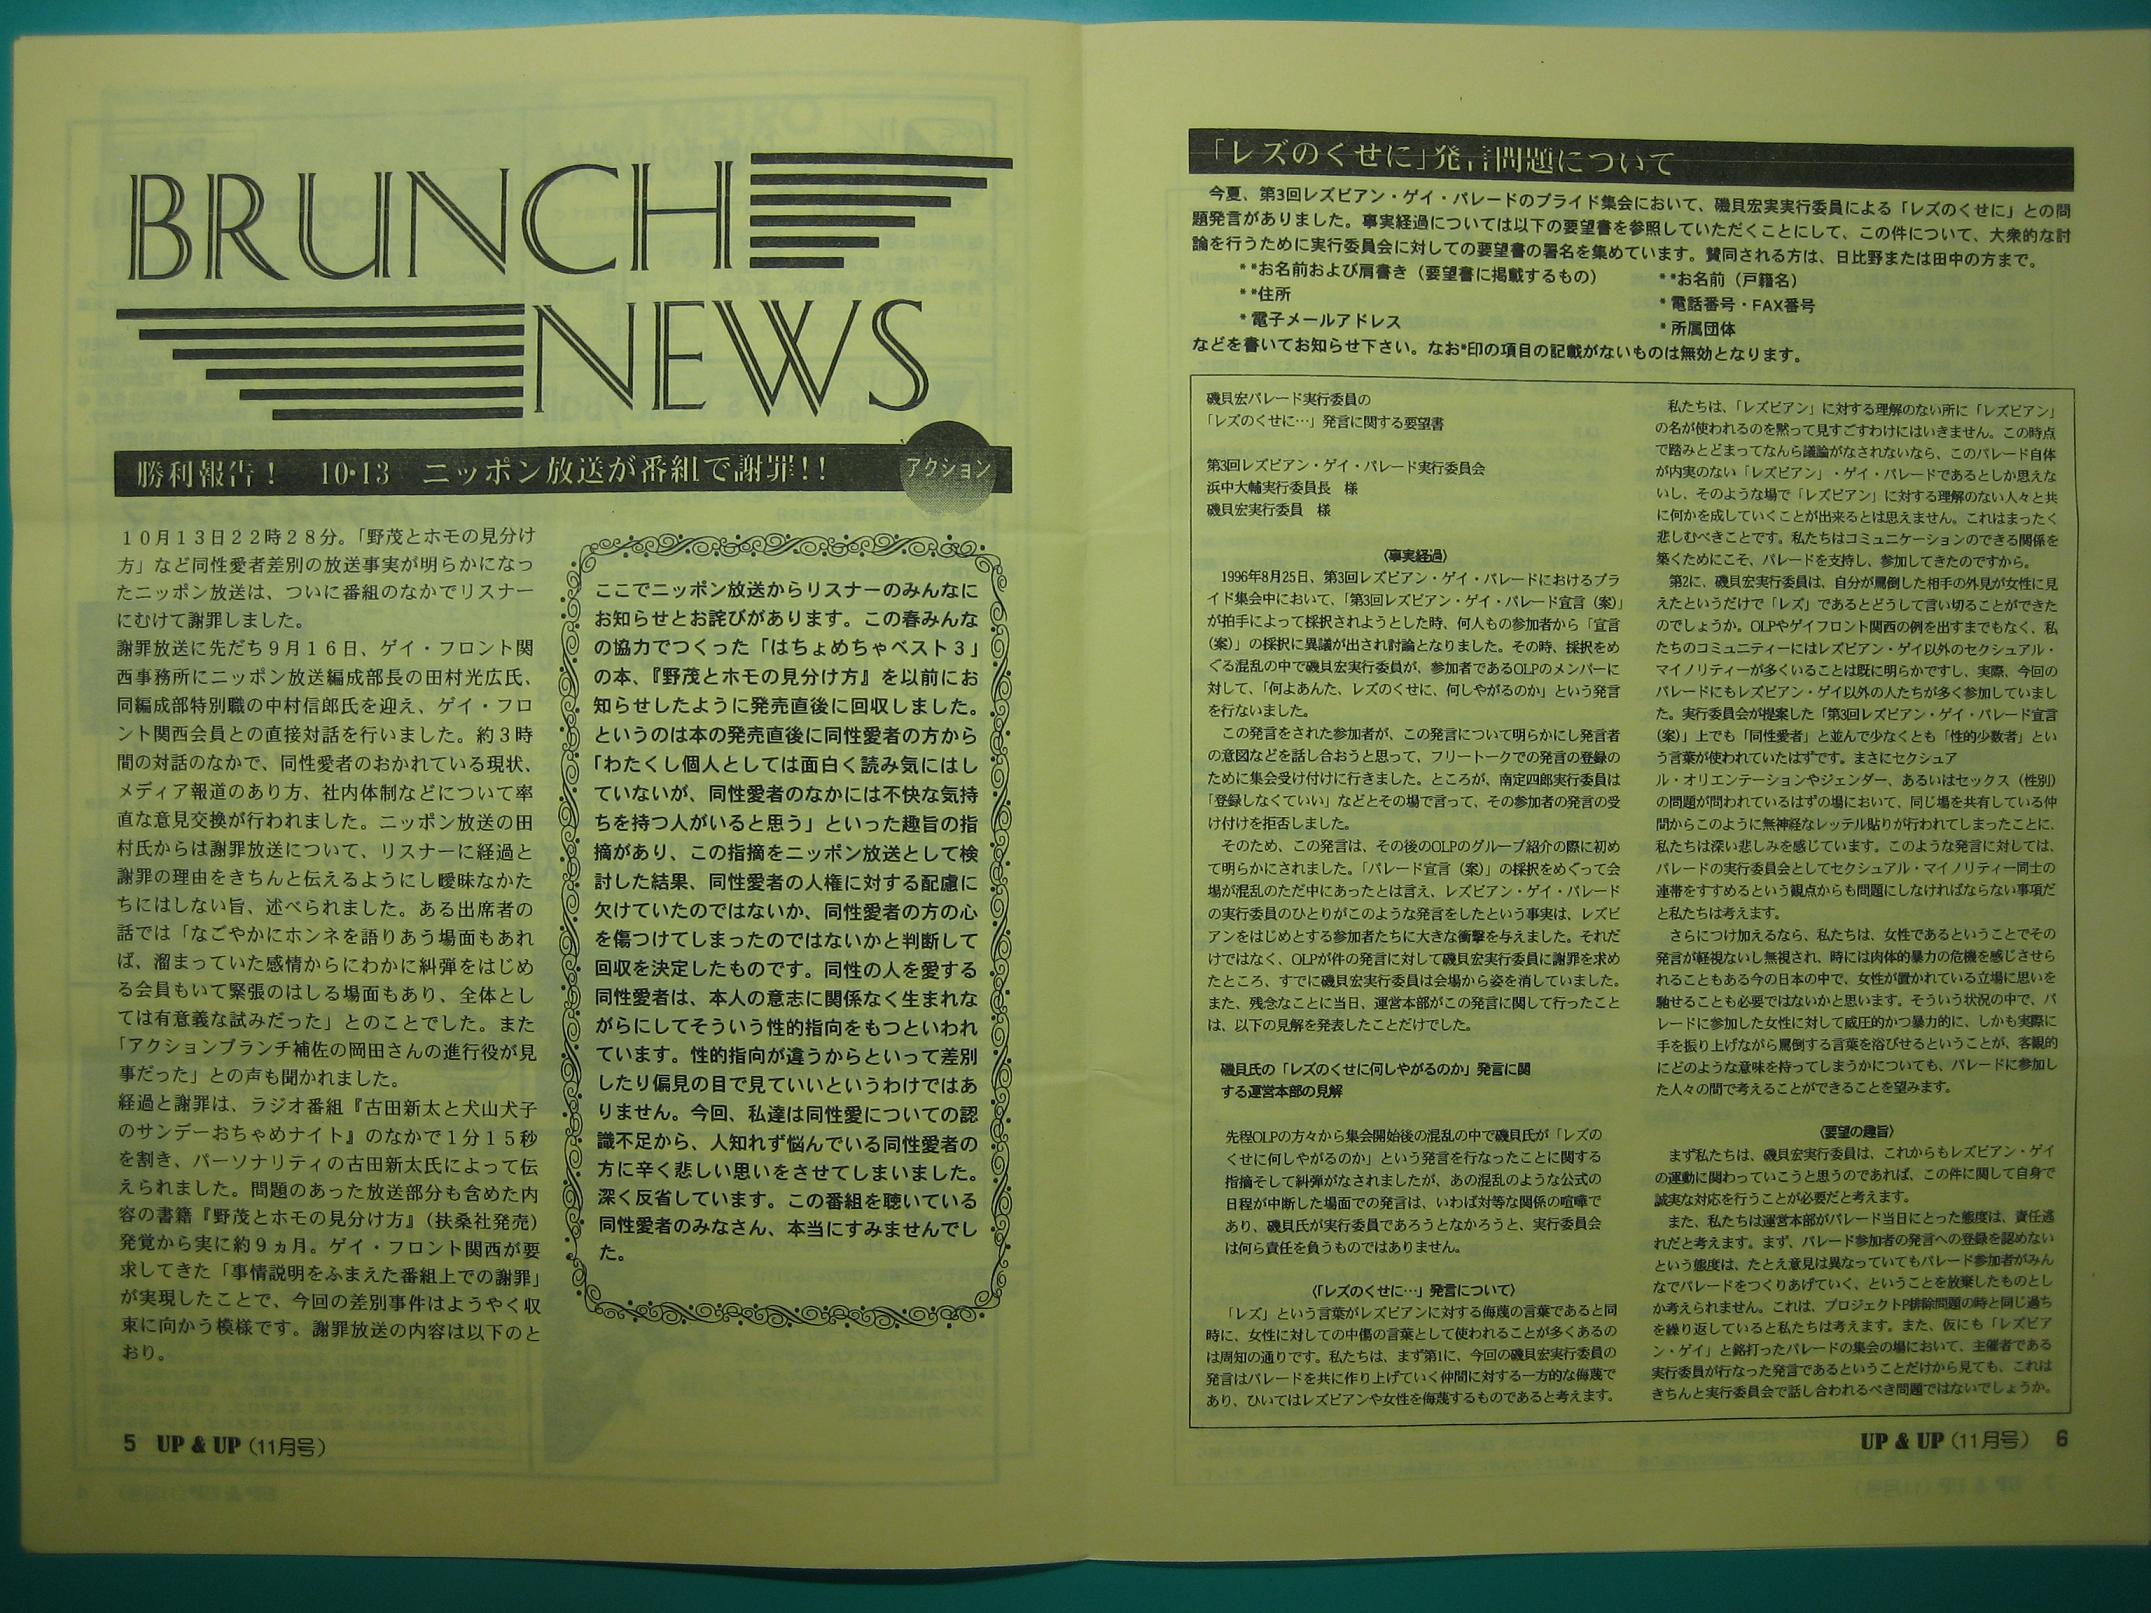 BRUNCH
NEWS
勝利報告！　10・13　ニッポン放送が番組で謝罪！！
アクション
１０月１３日２２時２８分。「野茂とホモの見分け
方」など同性愛者差別の放送事実が明らかになっ
たニッポン放送は、ついに番組のなかでリスナー
にむけて謝罪しました。
謝罪放送に先だち９月１６日、ゲイ・フロント関
西事務所にニッポン放送編成部長の田村光広氏、
同編成部特別職の中村信郎氏を迎え、ゲイ・フロ
ント関西会員との直接対話を行いました。約３時
間の対話のなかで、同性愛者のおかれている現状、
メディア報道のあり方、社内体制などについて率
直な意見交換が行われました。ニッポン放送の田
村氏からは謝罪放送について、リスナーに経過と
謝罪の理由をきちんと伝えるようにし曖昧なかた
ちにはしない旨、述べられました。ある出席者の
話では「なごやかにホンネを語りあう場面もあれ
ば、溜まっていた感情からにわかに糾弾をはじめ
る会員もいて緊張のはしる場面もあり、全体とし
ては有意義な試みだった」とのことでした。また
「アクションブランチ補佐の岡田さんの進行役が見
事だった」との声も聞かれました。
経過と謝罪は、ラジオ番組『古田新太と犬山犬子
のサンデーおちゃめナイト』のなかで１分１５秒
を割き、パーソナリティの古田新太氏によって伝
えられました。問題のあった放送部分も含めた内
容の書籍『野茂とホモの見分け方』（扶桑社発売）
発覚から実に約９ヵ月。ゲイ・フロント関西が要
求してきた「事情説明をふまえた番組上での謝罪」
が実現したことで、今回の差別事件はようやく収
束に向かう模様です。謝罪放送の内容は以下のと
おり。
ここでニッポン放送からリスナーのみんなに
お知らせとお詫びがあります。この春みんな
の協力でつくった「はちょめちゃベスト３」
の本、『野茂とホモの見分け方』を以前にお
知らせしたように発売直後に回収しました。
というのは本の発売直後に同性愛者の方から
「わたくし個人としては面白く読み気にはし
ていないが、同性愛者のなかには不快な気持
ちを持つ人がいると思う」といった趣旨の指
摘があり、この指摘をニッポン放送として検
討した結果、同性愛者の人権に対する配慮に
欠けていたのではないか、同性愛者の方の心
を傷つけてしまったのではないかと判断して
回収を決定したものです。同性の人を愛する
同性愛者は、本人の意志に関係なく生まれな
がらにしてそういう性的指向をもつといわれ
ています。性的指向が違うからといって差別
したり偏見の目で見ていいというわけではあ
りません。今回、私達は同性愛についての認
識不足から、人知れず悩んでいる同性愛者の
方に辛く悲しい思いをさせてしまいました。
深く反省しています。この番組を聴いている
同性愛者のみなさん、本当にすみませんでし
た。
5　UP & UP（11月号）
「レズのくせに」発言問題について
今夏、第3回レズビアン・ゲイ・パレードのプライド集会において、磯貝宏実実行委員による「レズのくせに」との問
題発言がありました。事実経過については以下の要望書を参照していただくことにして、この件について、大衆的な討
論を行うために実行委員会に対しての要望書の署名を集めています。賛同される方は、日比野または田中の方まで。
**お名前および肩書き（要望書に掲載するもの）　　**お名前（戸籍名）
**住所　　*電話番号・FAX番号
*電子メールアドレス　　*所属団体
などを書いてお知らせ下さい。なお*印の項目の記載がないものは無効となります。
磯貝宏パレード実行委員の
「レズのくせに…」発言に関する要望書
第3回レズビアン・ゲイ・パレード実行委員会
浜中大輔実行委員長　様
磯貝宏実行委員　様
〈事実経過〉
1996年8月25日、第3回レズビアン・ゲイ・パレードにおけるプラ
イド集会中において、「第3回レズビアン・ゲイ・パレード宣言（案）」
が拍手によって採択されようとした時、何人もの参加者から「宣言
（案）」の採択に異議が出され討論となりました。その時、採択をめ
ぐる混乱の中で磯貝宏実行委員が、参加者であるOLPのメンバーに
対して、「何よあんた、レズのくせに、何しやがるのか」という発言
を行ないました。
この発言をされた参加者が、この発言について明らかにし発言者
の意図などを話し合おうと思って、フリートークでの発言の登録の
ために集会受け付けに行きました。ところが、南定四郎実行委員は
「登録しなくていい」などとその場で言って、その参加者の発言の受
け付けを拒否しました。
そのため、この発言は、その後のOLPのグループ紹介の際に初め
て明らかにされました。「パレード宣言（案）」の採択をめぐって会
場が混乱のただ中にあったとは言え、レズビアン・ゲイ・パレード
の実行委員のひとりがこのような発言をしたという事実は、レズビ
アンをはじめとする参加者たちに大きな衝撃を与えました。それだ
けではなく、OLPが件の発言に対して磯貝宏実行委員に謝罪を求め
たところ、すでに磯貝宏実行委員は会場から姿を消していました。
また、残念なことに当日、運営本部がこの発言に関して行ったこと
は、以下の見解を発表したことだけでした。
磯貝氏の「レズのくせに何しやがるのか」発言に関
する運営本部の見解
先程OLPの方々から集会開始後の混乱の中で磯貝氏が「レズの
くせに何しやがるのか」という発言を行なったことに関する
指摘そして糾弾がなされましたが、あの混乱のような公式の
日程が中断した場面での発言は、いわば対等な関係の喧嘩で
あり、磯貝氏が実行委員であろうとなかろうと、実行委員会
は何ら責任を負うものではありません。
〈「レズのくせに…」発言について〉
「レズ」という言葉がレズビアンに対する侮蔑の言葉であると同
時に、女性に対しての中傷の言葉として使われることが多くあるの
は周知の通りです。私たちは、まず第1に、今回の磯貝宏実行委員の
発言はパレードを共に作り上げていく仲間に対する一方的な侮蔑で
あり、ひいてはレズビアンや女性を侮蔑するものであると考えます。
私たちは、「レズビアン」に対する理解のない所に「レズビアン」
の名が使われるのを黙って見すごすわけにはいきません。この時点
で踏みとどまってなんら議論がなされないなら、このパレード自体
が内実のない「レズビアン」・ゲイ・パレードであるとしか思えな
いし、そのような場で「レズビアン」に対する理解のない人々と共
に何かを成していくことが出来るとは思えません。これはまったく
悲しむべきことです。私たちはコミュニケーションのできる関係を
築くためにこそ、パレードを支持し、参加してきたのですから。
第2に、磯貝宏実行委員は、自分が罵倒した相手の外見が女性に見
えたというだけで「レズ」であるとどうして言い切ることができた
のでしょうか。OLPやゲイフロント関西の例を出すまでもなく、私
たちのコミュニティーにはレズビアン・ゲイ以外のセクシュアル・
マイノリティーが多くいることは既に明らかですし、実際、今回の
パレードにもレズビアン・ゲイ以外の人たちが多く参加していまし
た。実行委員会が提案した「第3回レズビアン・ゲイ・パレード宣言
（案）」上でも「同性愛者」と並んで少なくとも「性的少数者」とい
う言葉が使われていたはずです。まさにセクシュア
ル・オリエンテーションやジェンダー、あるいはセックス（性別）
の問題が問われているはずの場において、同じ場を共有している仲
間からこのように無神経なレッテル貼りが行われてしまったことに、
私たちは深い悲しみを感じています。このような発言に対しては、
パレードの実行委員会としてセクシュアル・マイノリティー同士の
連帯をすすめるという観点からも問題にしなければならない事項だ
と私たちは考えます。
さらにつけ加えるなら、私たちは、女性であるということでその
発言が軽視ないし無視され、時には肉体的暴力の危機を感じさせら
れることもある今の日本の中で、女性が置かれている立場に思いを
馳せることも必要ではないかと思います。そういう状況の中で、パ
レードに参加した女性に対して威圧的かつ暴力的に、しかも実際に
手を振り上げながら罵倒する言葉を浴びせるということが、客観的
にどのような意味を持ってしまうかについても、パレードに参加し
た人々の間で考えることができることを望みます。
〈要望の趣旨〉
まず私たちは、磯貝宏実行委員は、これからもレズビアン・ゲイ
の運動に関わっていこうと思うのであれば、この件に関して自身で
誠実な対応を行うことが必要だと考えます。
また、私たちは運営本部がパレード当日にとった態度は、責任逃
れだと考えます。まず、パレード参加者の発言への登録を認めない
という態度は、たとえ意見は異なっていてもパレード参加者がみん
なでパレードをつくりあげていく、ということを放棄したものとし
か考えられません。これは、プロジェクトP排除問題の時と同じ過ち
を繰り返していると私たちは考えます。また、仮にも「レズビア
ン・ゲイ」と銘打ったパレードの集会の場において、主催者である
実行委員が行なった発言であるということだけから見ても、これは
きちんと実行委員会で話し合われるべき問題ではないでしょうか。
UP & UP（11月号）　6